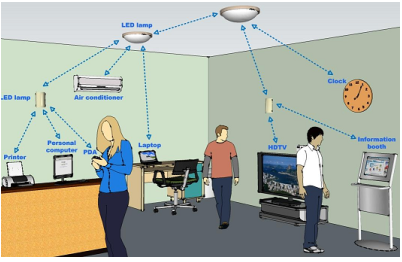 LED lamp
Clock
LED lamp
Air conditioner
Printer
Personal
computer
PDA
Laptop
HDTV
Information
booth